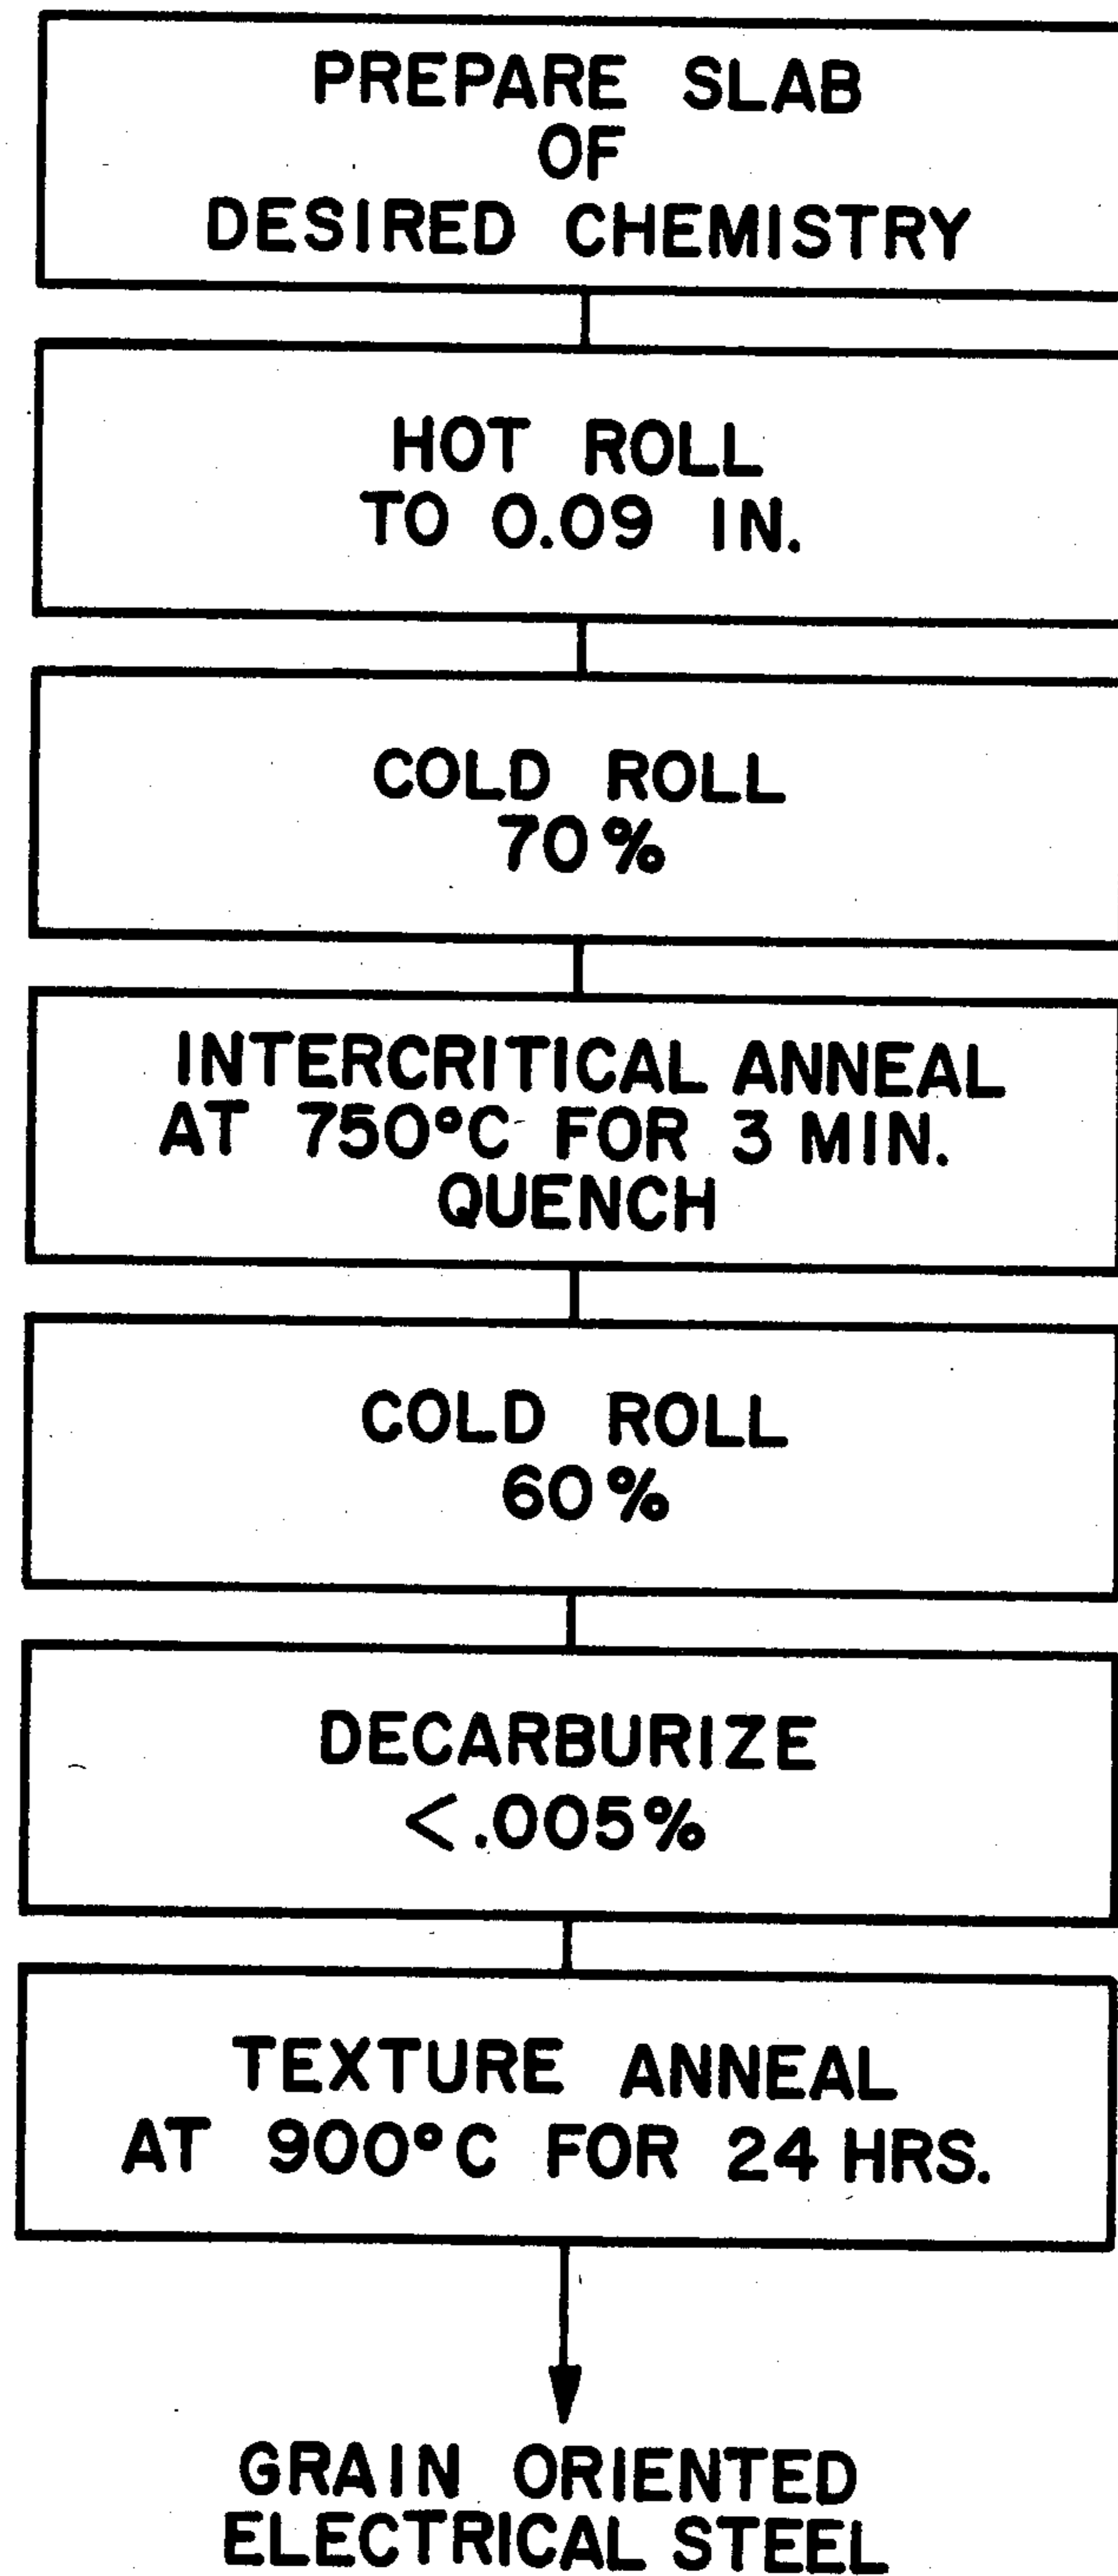 PREPARE SLAB
OF
DESIRED CHEMISTRY
HOT ROLL
TO 0.09 IN.
COLD ROLL
70%
INTERCRITICAL ANNEAL
AT 750°C FOR 3 MIN.
QUENCH
COLD ROLL
60%
DECARBURIZE
<.005%
TEXTURE ANNEAL
AT 900°C FOR 24 HRS.
GRAIN ORIENTED
ELECTRICAL STEEL